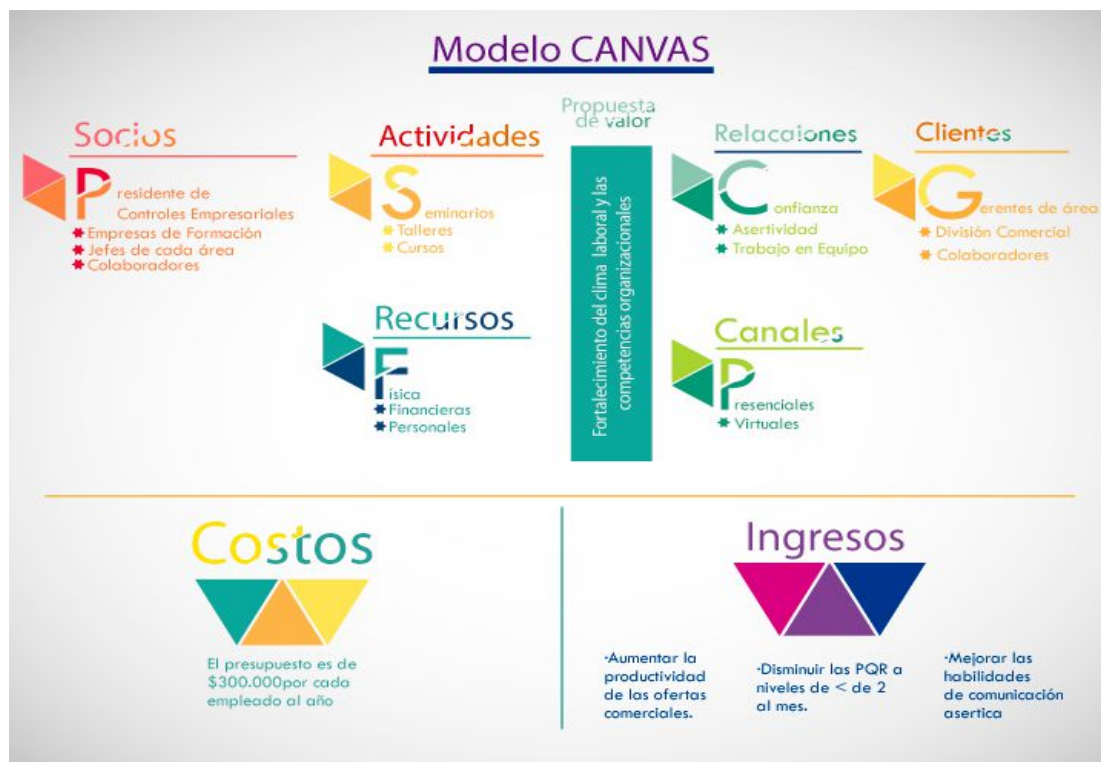 Modelo CANVAS
Socios
Presidente de
Controles Empresariales
Empresas de Formación
Jefes de cada área
Colaboradores
Actividades
Seminarios
Talleres
Cursos
Recursos
Física
Financieras
Personales
Propuesta
de valor
Fortalecimiento del clima laboral y las
competencias organizacionales
Relacaiones
Confianza
Asertividad
Trabajo en Equipo
Canales
Presenciales
Virtuales
Clientes
Gerentes de área
División Comercial
Colaboradores
Costos
El presupuesto es de
$300.000por cada
empleado al año
Ingresos
·Aumentar la
productividad
de las ofertas
comerciales.
·Disminuir las PQR a
niveles de < de 2
al mes.
·Mejorar las
habilidades
de comunicación
asertica